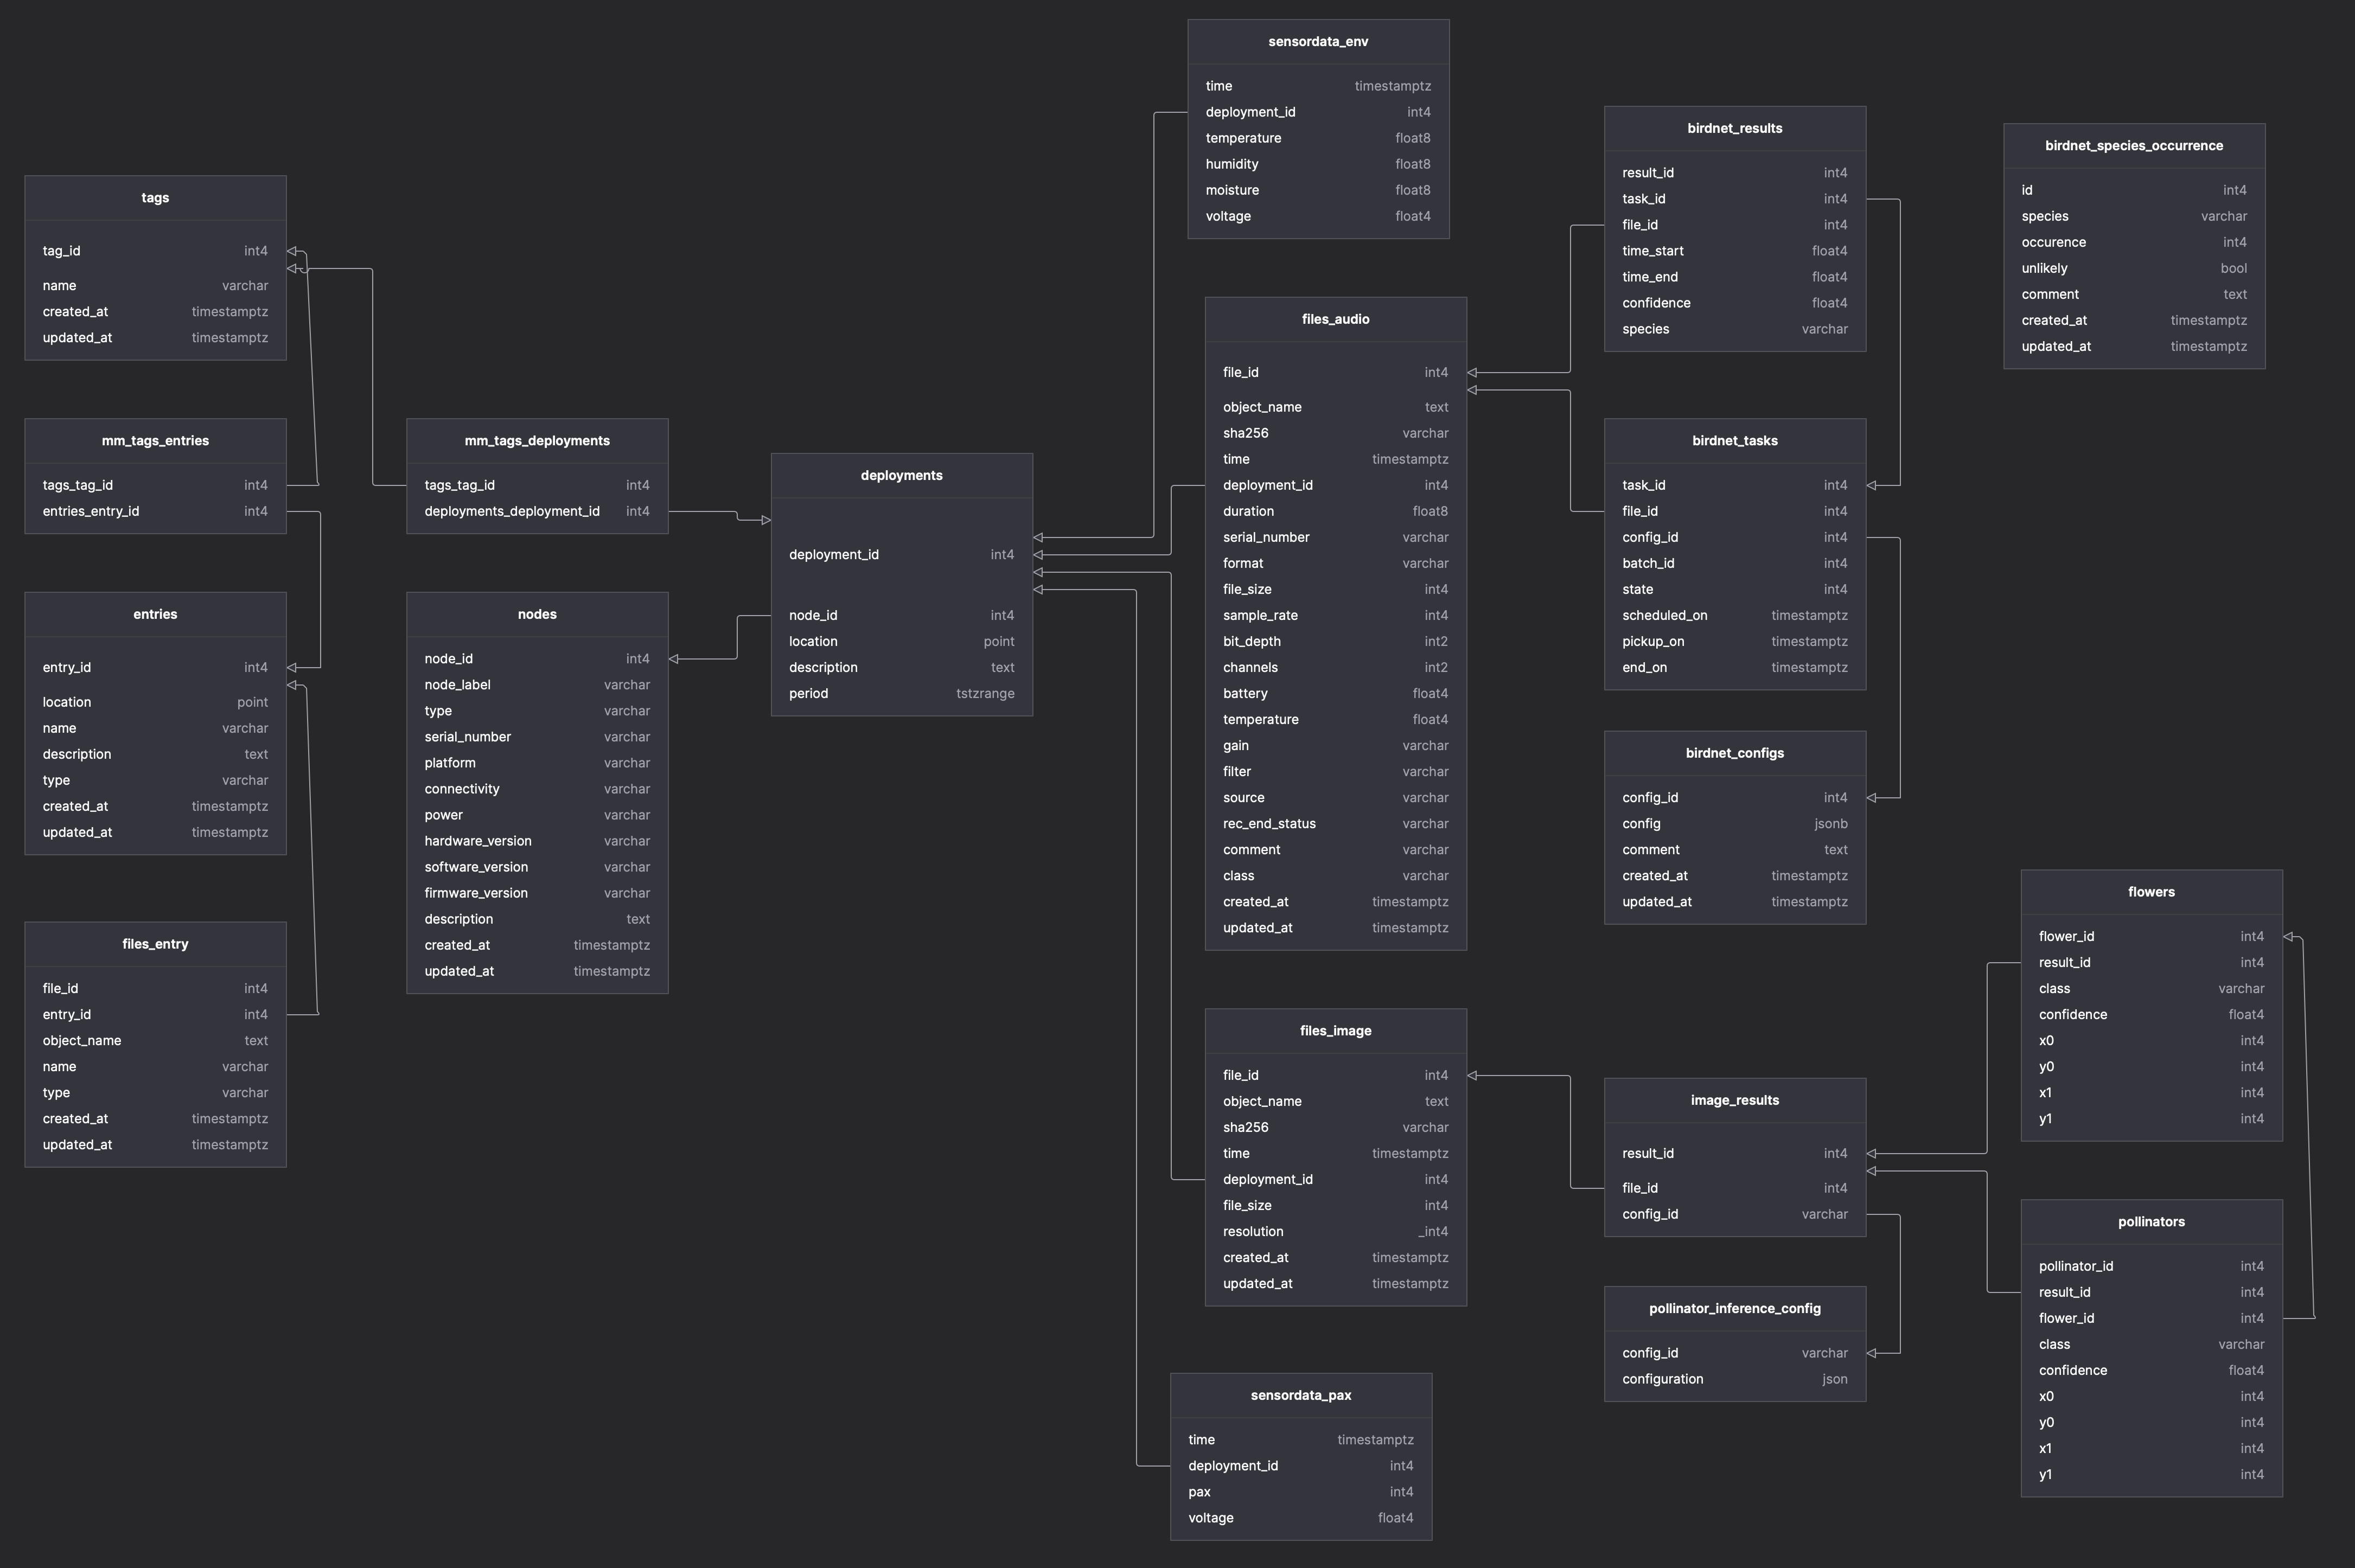 sensordata_env
time timestamptz
deployment_id int4
temperature float8
humidity float8
moisture float8
voltage float4
birdnet_results
result_id int4
task_id int4
file_id int4
time_start float4
time_end float4
confidence float4
species varchar
birdnet_species_occurrence
id int4
species varchar
occurence int4
unlikely bool
comment text
created_at timestamptz
updated_at timestamptz
tags
tag_id int4
name varchar
created_at timestamptz
updated_at timestamptz
mm_tags_entries
tags_tag_id int4
entries_entry_id int4
mm_tags_deployments
tags_tag_id int4
deployments_deployment_id int4
deployments
deployment_id int4
node_id int4
location point
description text
period tstzrange
files_audio
file_id int4
object_name text
sha256 varchar
time timestamptz
deployment_id int4
duration float8
serial_number varchar
format varchar
file_size int4
sample_rate int4
bit_depth int2
channels int2
battery float4
temperature float4
gain varchar
filter varchar
source varchar
rec_end_status varchar
comment varchar
class varchar
created_at timestamptz
updated_at timestamptz
birdnet_tasks
task_id int4
file_id int4
config_id int4
batch_id int4
state int4
scheduled_on timestamptz
pickup_on timestamptz
end_on timestamptz
entries
entry_id int4
location point
name varchar
description text
type varchar
created_at timestamptz
updated_at timestamptz
nodes
node_id int4
node_label varchar
type varchar
serial_number varchar
platform varchar
connectivity varchar
power varchar
hardware_version varchar
software_version varchar
firmware_version varchar
description text
created_at timestamptz
updated_at timestamptz
birdnet_configs
config_id int4
config jsonb
comment text
created_at timestamptz
updated_at timestamptz
flowers
flower_id int4
result_id int4
class varchar
confidence float4
x0 int4
y0 int4
x1 int4
y1 int4
files_entry
file_id int4
entry_id int4
object_name text
name varchar
type varchar
created_at timestamptz
updated_at timestamptz
files_image
file_id int4
object_name text
sha256 varchar
time timestamptz
deployment_id int4
file_size int4
resolution _int4
created_at timestamptz
updated_at timestamptz
image_results
result_id int4
file_id int4
config_id varchar
pollinator_inference_config
config_id varchar
configuration json
pollinators
pollinator_id int4
result_id int4
flower_id int4
class varchar
confidence float4
x0 int4
y0 int4
x1 int4
y1 int4
sensordata_pax
time timestamptz
deployment_id int4
pax int4
voltage float4